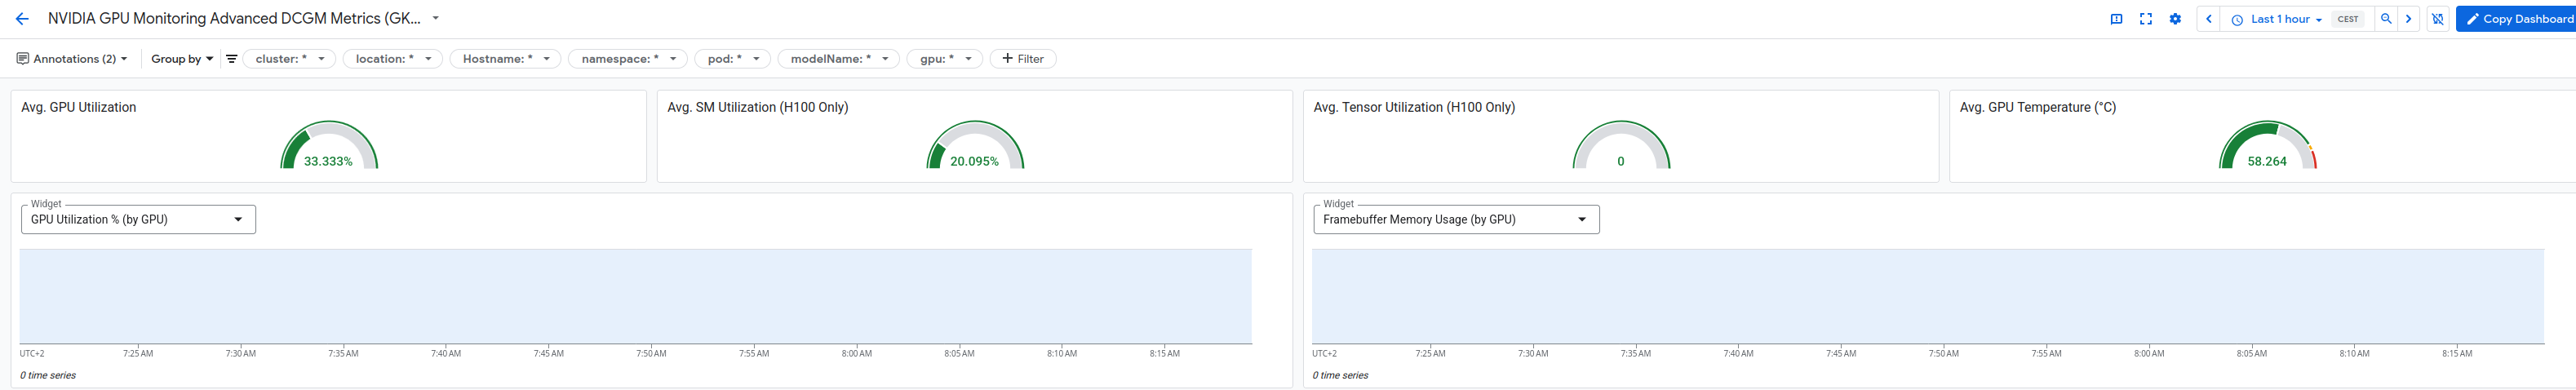 NVIDIA GPU Monitoring Advanced DCGM Metrics (GK...
Last 1 hour CEST Copy Dashboard
Annotations (2) Group by cluster: * location: * Hostname: * namespace: * pod: * modelName: * gpu: * + Filter
Avg. GPU Utilization
33.333%
Avg. SM Utilization (H100 Only)
20.095%
Avg. Tensor Utilization (H100 Only)
0
Avg. GPU Temperature (°C)
58.264
Widget
GPU Utilization % (by GPU)
UTC+2 7:25 AM 7:30 AM 7:35 AM 7:40 AM 7:45 AM 7:50 AM 7:55 AM 8:00 AM 8:05 AM 8:10 AM 8:15 AM
0 time series
Widget
Framebuffer Memory Usage (by GPU)
UTC+2 7:25 AM 7:30 AM 7:35 AM 7:40 AM 7:45 AM 7:50 AM 7:55 AM 8:00 AM 8:05 AM 8:10 AM 8:15 AM
0 time series